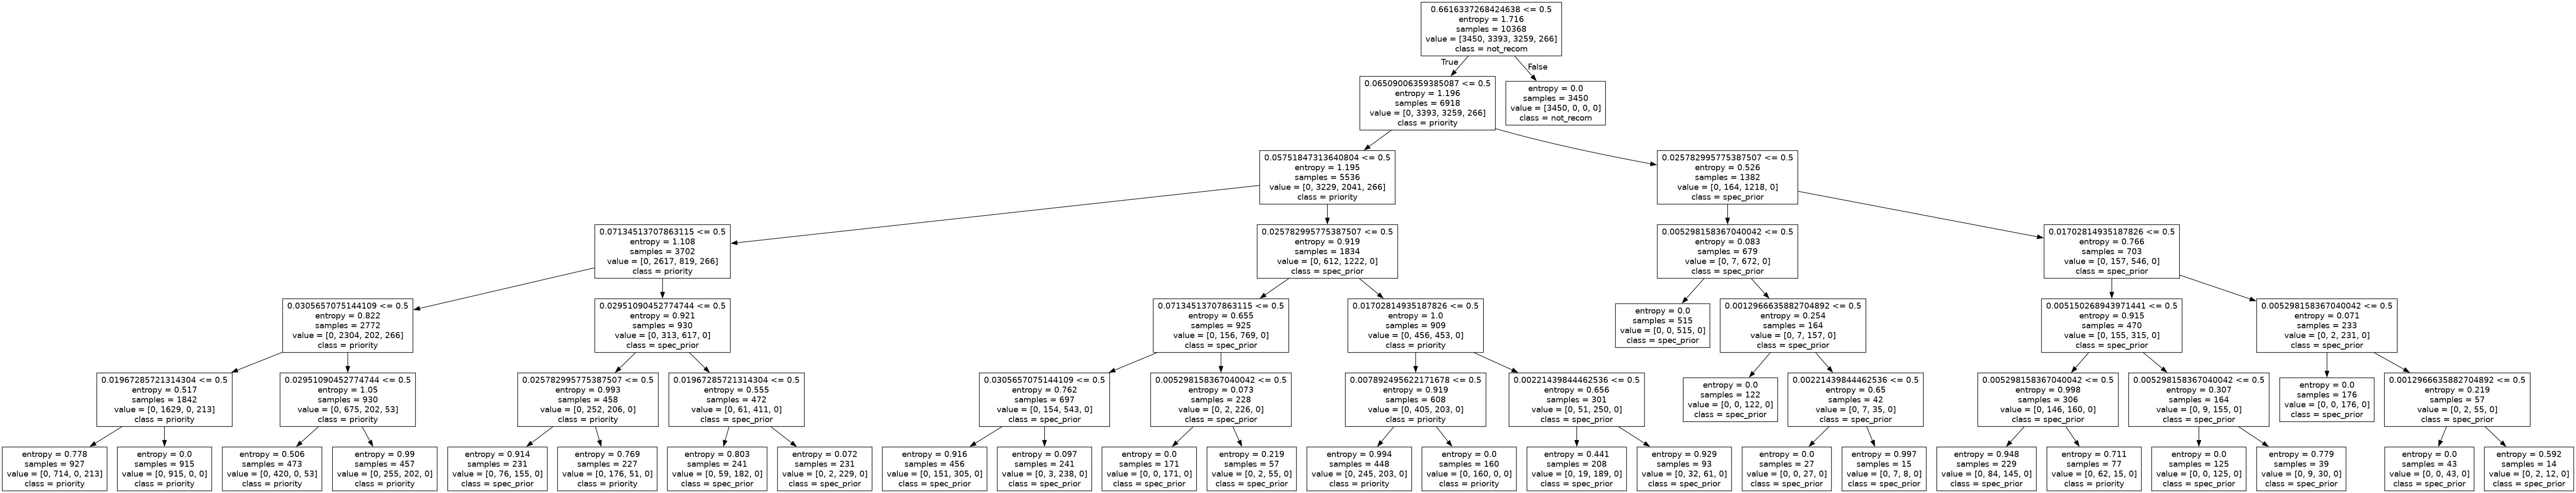 0.6616337268424638 <= 0.5
entropy = 1.716
samples = 10368
value = [3450, 3393, 3259, 266]
class = not_recom
True
False
0.06509006359385087 <= 0.5
entropy = 1.196
samples = 6918
value = [0, 3393, 3259, 266]
class = priority
entropy = 0.0
samples = 3450
value = [3450, 0, 0, 0]
class = not_recom
0.05751847313640804 <= 0.5
entropy = 1.195
samples = 5536
value = [0, 3229, 2041, 266]
class = priority
0.025782995775387507 <= 0.5
entropy = 0.526
samples = 1382
value = [0, 164, 1218, 0]
class = spec_prior
0.07134513707863115 <= 0.5
entropy = 1.108
samples = 3702
value = [0, 2617, 819, 266]
class = priority
0.025782995775387507 <= 0.5
entropy = 0.919
samples = 1834
value = [0, 612, 1222, 0]
class = spec_prior
0.005298158367040042 <= 0.5
entropy = 0.083
samples = 679
value = [0, 7, 672, 0]
class = spec_prior
0.01702814935187826 <= 0.5
entropy = 0.766
samples = 703
value = [0, 157, 546, 0]
class = spec_prior
0.0305657075144109 <= 0.5
entropy = 0.822
samples = 2772
value = [0, 2304, 202, 266]
class = priority
0.02951090452774744 <= 0.5
entropy = 0.921
samples = 930
value = [0, 313, 617, 0]
class = spec_prior
0.07134513707863115 <= 0.5
entropy = 0.655
samples = 925
value = [0, 156, 769, 0]
class = spec_prior
0.01702814935187826 <= 0.5
entropy = 1.0
samples = 909
value = [0, 456, 453, 0]
class = priority
entropy = 0.0
samples = 515
value = [0, 0, 515, 0]
class = spec_prior
0.0012966635882704892 <= 0.5
entropy = 0.254
samples = 164
value = [0, 7, 157, 0]
class = spec_prior
0.005150268943971441 <= 0.5
entropy = 0.915
samples = 470
value = [0, 155, 315, 0]
class = spec_prior
0.005298158367040042 <= 0.5
entropy = 0.071
samples = 233
value = [0, 2, 231, 0]
class = spec_prior
0.01967285721314304 <= 0.5
entropy = 0.517
samples = 1842
value = [0, 1629, 0, 213]
class = priority
0.02951090452774744 <= 0.5
entropy = 1.05
samples = 930
value = [0, 675, 202, 53]
class = priority
0.025782995775387507 <= 0.5
entropy = 0.993
samples = 458
value = [0, 252, 206, 0]
class = priority
0.01967285721314304 <= 0.5
entropy = 0.555
samples = 472
value = [0, 61, 411, 0]
class = spec_prior
0.0305657075144109 <= 0.5
entropy = 0.762
samples = 697
value = [0, 154, 543, 0]
class = spec_prior
0.005298158367040042 <= 0.5
entropy = 0.073
samples = 228
value = [0, 2, 226, 0]
class = spec_prior
0.007892495622171678 <= 0.5
entropy = 0.919
samples = 608
value = [0, 405, 203, 0]
class = priority
0.00221439844462536 <= 0.5
entropy = 0.656
samples = 301
value = [0, 51, 250, 0]
class = spec_prior
entropy = 0.0
samples = 122
value = [0, 0, 122, 0]
class = spec_prior
0.00221439844462536 <= 0.5
entropy = 0.65
samples = 42
value = [0, 7, 35, 0]
class = spec_prior
0.005298158367040042 <= 0.5
entropy = 0.998
samples = 306
value = [0, 146, 160, 0]
class = spec_prior
0.005298158367040042 <= 0.5
entropy = 0.307
samples = 164
value = [0, 9, 155, 0]
class = spec_prior
entropy = 0.0
samples = 176
value = [0, 0, 176, 0]
class = spec_prior
0.0012966635882704892 <= 0.5
entropy = 0.219
samples = 57
value = [0, 2, 55, 0]
class = spec_prior
entropy = 0.778
samples = 927
value = [0, 714, 0, 213]
class = priority
entropy = 0.0
samples = 915
value = [0, 915, 0, 0]
class = priority
entropy = 0.506
samples = 473
value = [0, 420, 0, 53]
class = priority
entropy = 0.99
samples = 457
value = [0, 255, 202, 0]
class = priority
entropy = 0.914
samples = 231
value = [0, 76, 155, 0]
class = spec_prior
entropy = 0.769
samples = 227
value = [0, 176, 51, 0]
class = priority
entropy = 0.803
samples = 241
value = [0, 59, 182, 0]
class = spec_prior
entropy = 0.072
samples = 231
value = [0, 2, 229, 0]
class = spec_prior
entropy = 0.916
samples = 456
value = [0, 151, 305, 0]
class = spec_prior
entropy = 0.097
samples = 241
value = [0, 3, 238, 0]
class = spec_prior
entropy = 0.0
samples = 171
value = [0, 0, 171, 0]
class = spec_prior
entropy = 0.219
samples = 57
value = [0, 2, 55, 0]
class = spec_prior
entropy = 0.994
samples = 448
value = [0, 245, 203, 0]
class = priority
entropy = 0.0
samples = 160
value = [0, 160, 0, 0]
class = priority
entropy = 0.441
samples = 208
value = [0, 19, 189, 0]
class = spec_prior
entropy = 0.929
samples = 93
value = [0, 32, 61, 0]
class = spec_prior
entropy = 0.0
samples = 27
value = [0, 0, 27, 0]
class = spec_prior
entropy = 0.997
samples = 15
value = [0, 7, 8, 0]
class = spec_prior
entropy = 0.948
samples = 229
value = [0, 84, 145, 0]
class = spec_prior
entropy = 0.711
samples = 77
value = [0, 62, 15, 0]
class = priority
entropy = 0.0
samples = 125
value = [0, 0, 125, 0]
class = spec_prior
entropy = 0.779
samples = 39
value = [0, 9, 30, 0]
class = spec_prior
entropy = 0.0
samples = 43
value = [0, 0, 43, 0]
class = spec_prior
entropy = 0.592
samples = 14
value = [0, 2, 12, 0]
class = spec_prior